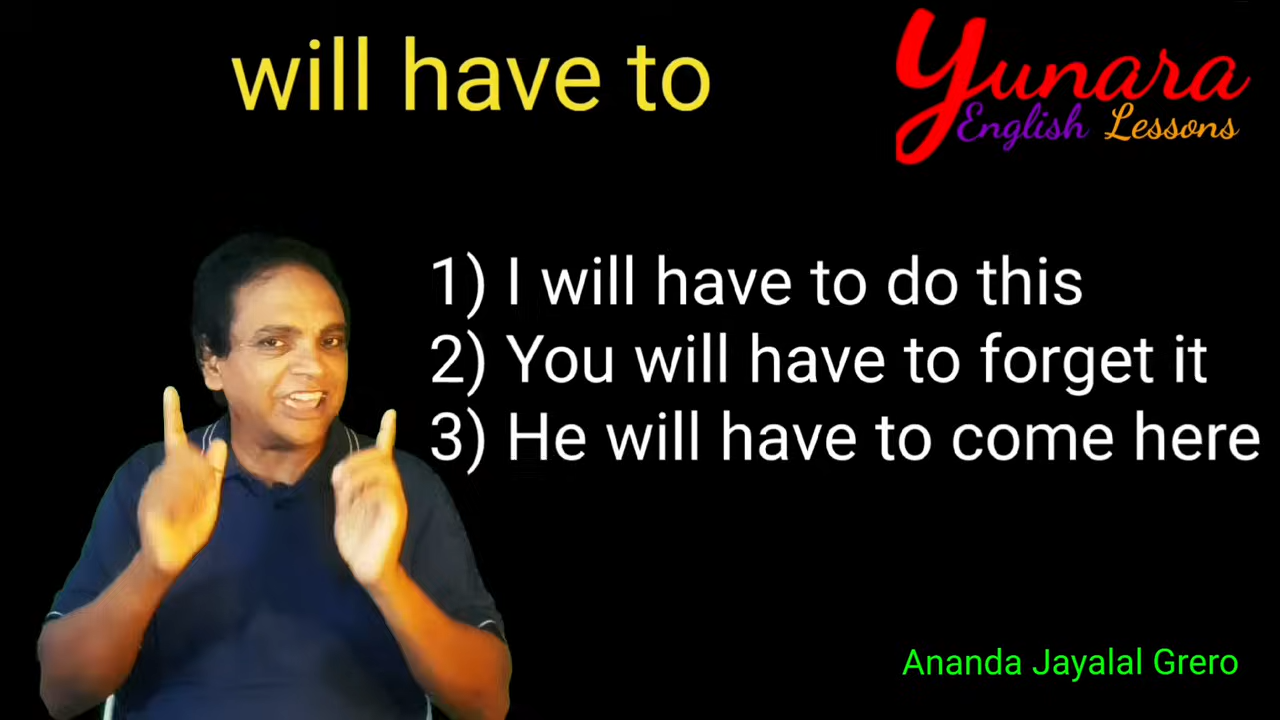 will have to
Yunara
English Lessons
1) I will have to do this
2) You will have to forget it
3) He will have to come here
Ananda Jayalal Grero